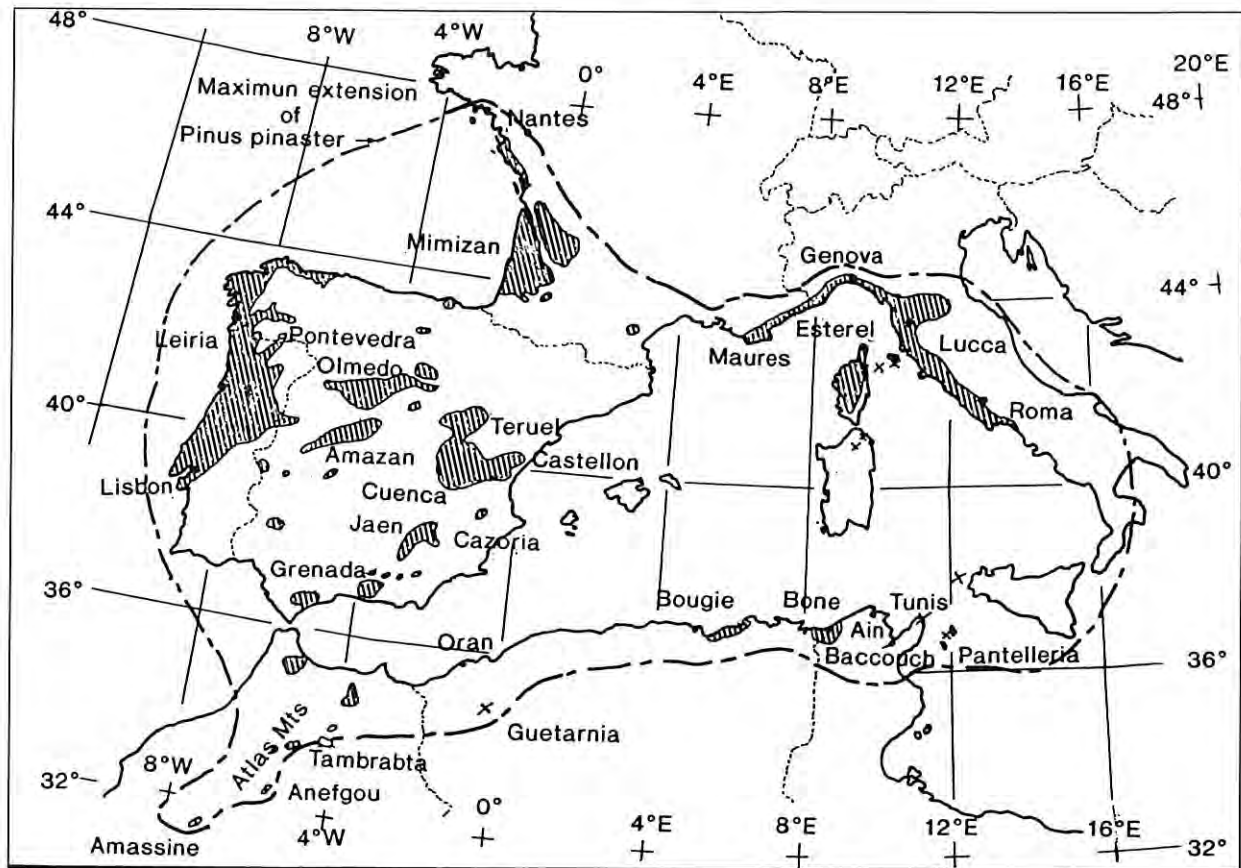 48°
8°W
4°W
0°
4°E
8°E
12°E
16°E
20°E
48°
Maximun extension
of
Pinus pinaster
Nantes
44°
Mimizan
Genova
44°
Leiria
Pontevedra
Esterel
Maures
Lucca
Olmedo
40°
Teruel
Roma
Amazan
Castellon
40°
Lisbon
Cuenca
Jaen
Cazoria
36°
Grenada
Bougie
Bone
Tunis
Oran
Ain
Baccouch
Pantelleria
36°
Guetarnia
Atlas Mts
Tambrabta
32°
8°W
Anefgou
0°
4°W
8°E
12°E
16°E
32°
4°E
Amassine